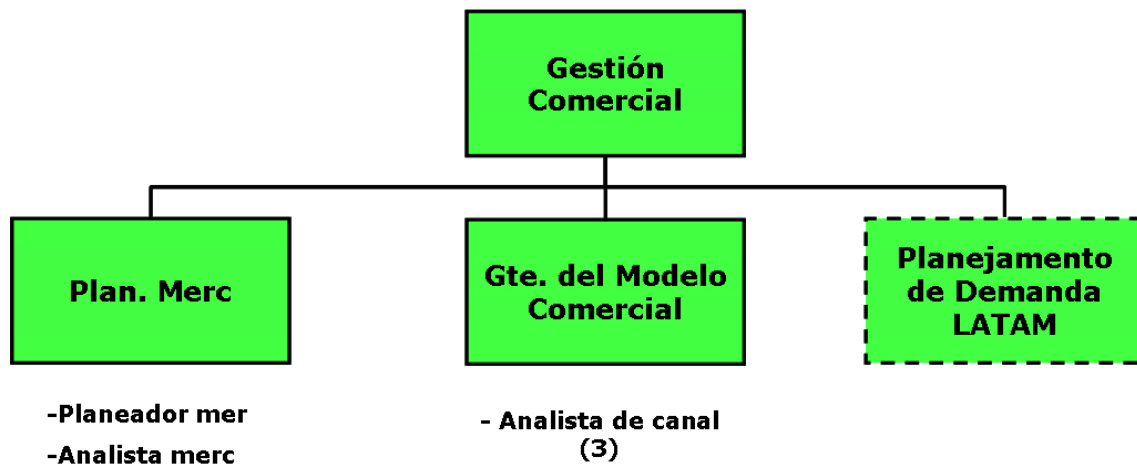 Gestión
Comercial
Plan. Merc
Gte. del Modelo
Comercial
Planejamento
de Demanda
LATAM
-Planeador mer
-Analista merc
- Analista de canal
(3)